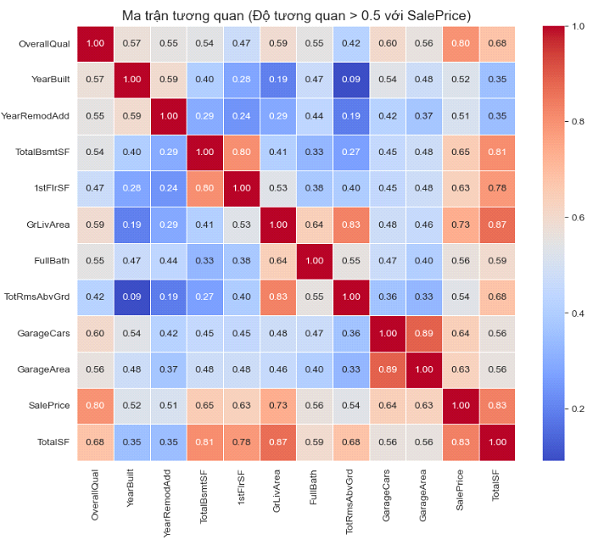 Ma trận tương quan (Độ tương quan > 0.5 với SalePrice)
OverallQual 1.00 0.57 0.55 0.54 0.47 0.59 0.55 0.42 0.60 0.56 0.80 0.68
YearBuilt 0.57 1.00 0.59 0.40 0.28 0.19 0.47 0.09 0.54 0.48 0.52 0.35
YearRemodAdd 0.55 0.59 1.00 0.29 0.24 0.29 0.44 0.19 0.42 0.37 0.51 0.35
TotalBsmtSF 0.54 0.40 0.29 1.00 0.80 0.41 0.33 0.27 0.45 0.48 0.65 0.81
1stFlrSF 0.47 0.28 0.24 0.80 1.00 0.53 0.38 0.40 0.45 0.48 0.63 0.78
GrLivArea 0.59 0.19 0.29 0.41 0.53 1.00 0.64 0.83 0.48 0.46 0.73 0.87
FullBath 0.55 0.47 0.44 0.33 0.38 0.64 1.00 0.55 0.47 0.40 0.56 0.59
TotRmsAbvGrd 0.42 0.09 0.19 0.27 0.40 0.83 0.55 1.00 0.36 0.33 0.54 0.68
GarageCars 0.60 0.54 0.42 0.45 0.45 0.48 0.47 0.36 1.00 0.89 0.64 0.56
GarageArea 0.56 0.48 0.37 0.48 0.48 0.46 0.40 0.33 0.89 1.00 0.63 0.56
SalePrice 0.80 0.52 0.51 0.65 0.63 0.73 0.56 0.54 0.64 0.63 1.00 0.83
TotalSF 0.68 0.35 0.35 0.81 0.78 0.87 0.59 0.68 0.56 0.56 0.83 1.00
OverallQual
YearBuilt
YearRemodAdd
TotalBsmtSF
1stFlrSF
GrLivArea
FullBath
TotRmsAbvGrd
GarageCars
GarageArea
SalePrice
TotalSF
1.0
0.8
0.6
0.4
0.2